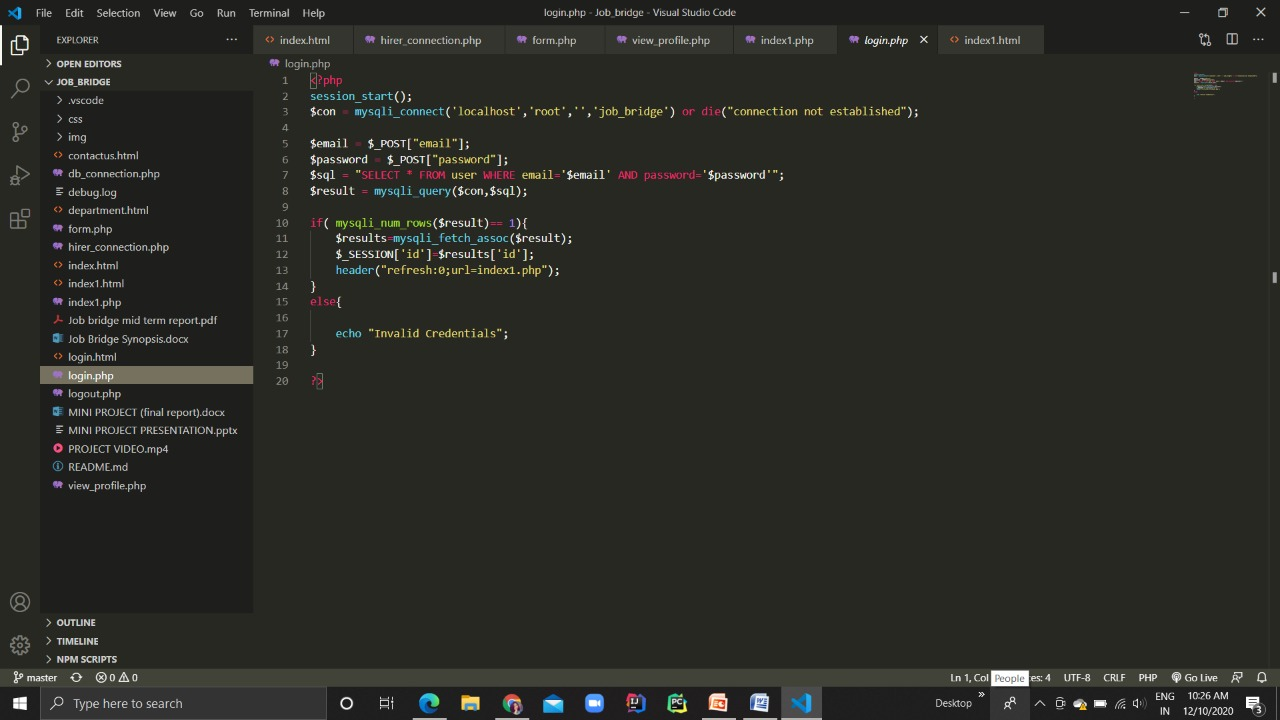 File Edit Selection View Go Run Terminal Help login.php - Job_bridge - Visual Studio Code
EXPLORER
index.html hirer_connection.php form.php view_profile.php index1.php login.php index1.html
OPEN EDITORS
JOB_BRIDGE
.vscode
css
img
contactus.html
db_connection.php
debug.log
department.html
form.php
hirer_connection.php
index.html
index1.html
index1.php
Job bridge mid term report.pdf
Job Bridge Synopsis.docx
login.html
login.php
logout.php
MINI PROJECT (final report).docx
MINI PROJECT PRESENTATION.pptx
PROJECT VIDEO.mp4
README.md
view_profile.php
OUTLINE
TIMELINE
NPM SCRIPTS
login.php
1 <?php
2 session_start();
3 $con = mysqli_connect('localhost','root','','job_bridge') or die("connection not established");
4
5 $email = $_POST["email"];
6 $password = $_POST["password"];
7 $sql = "SELECT * FROM user WHERE email='$email' AND password='$password'";
8 $result = mysqli_query($con,$sql);
9
10 if( mysqli_num_rows($result)== 1){
11 $results=mysqli_fetch_assoc($result);
12 $_SESSION['id']=$results['id'];
13 header("refresh:0;url=index1.php");
14 }
15 else{
16
17 echo "Invalid Credentials";
18 }
19
20 ?>
master 0 0 Ln 1, Col People es: 4 UTF-8 CRLF PHP Go Live
Type here to search Desktop ENG 10:26 AM
IN 12/10/2020 3